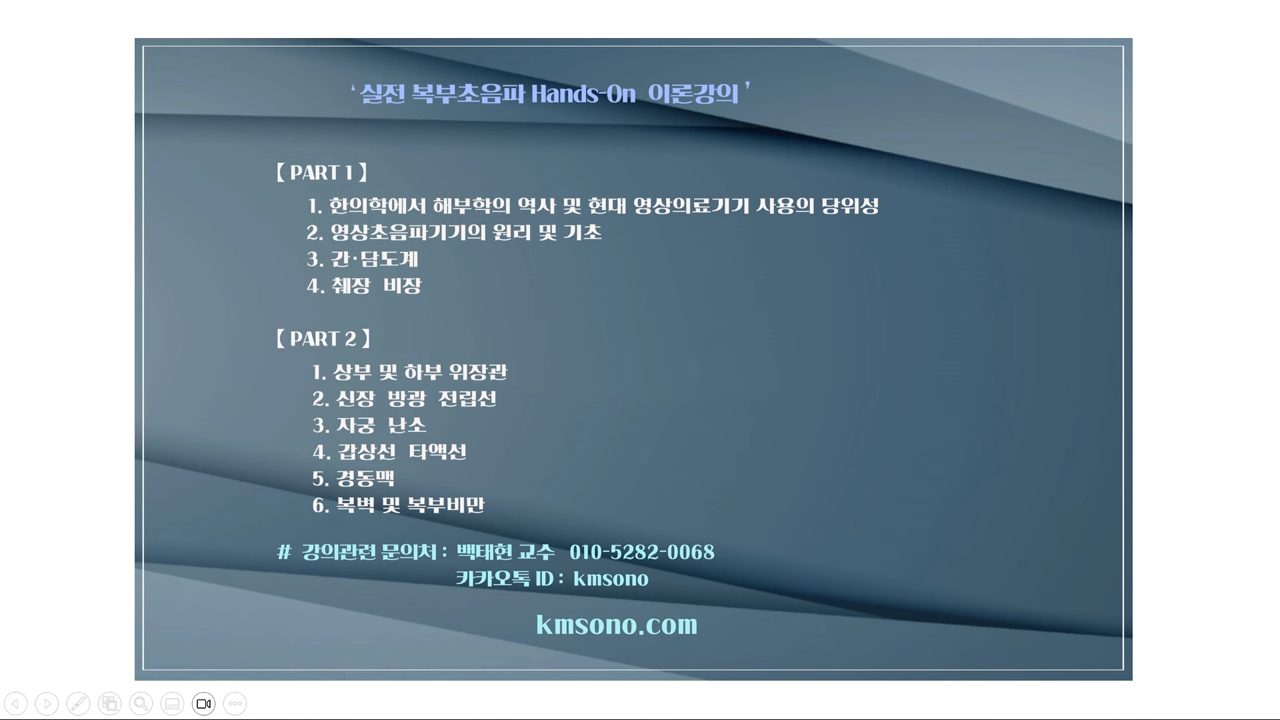 ‘실전 복부초음파 Hands-On 이론강의’
【 PART 1 】
1. 한의학에서 해부학의 역사 및 현대 영상의료기기 사용의 당위성
2. 영상초음파기기의 원리 및 기초
3. 간·담도계
4. 췌장 비장
【 PART 2 】
1. 상부 및 하부 위장관
2. 신장 방광 전립선
3. 자궁 난소
4. 갑상선 타액선
5. 경동맥
6. 복벽 및 복부비만
# 강의관련 문의처 : 백태현 교수 010-5282-0068
카카오톡 ID : kmsono
kmsono.com